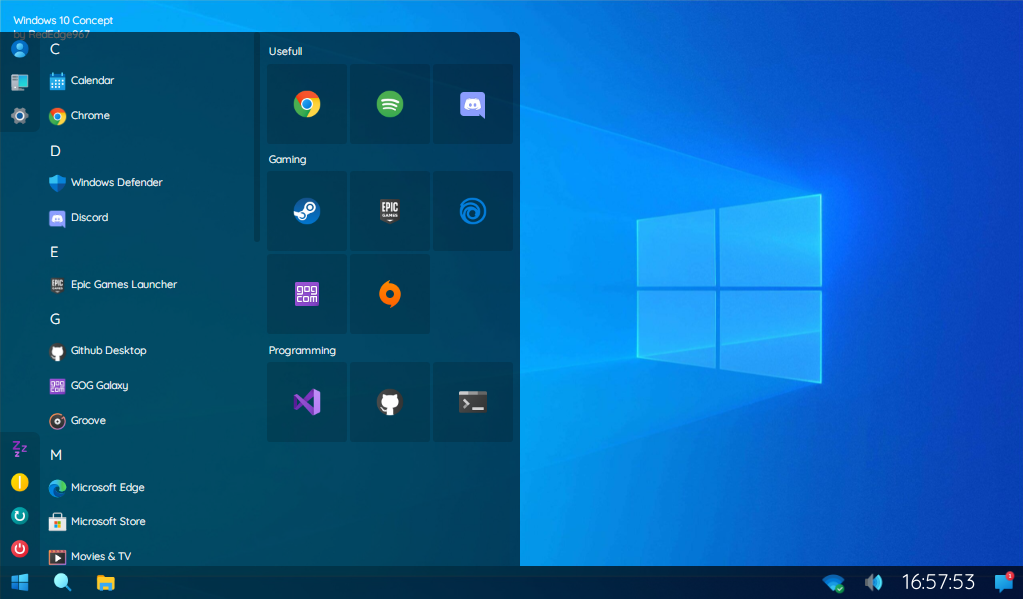 Windows 10 Concept
by RedEdge967
C
Calendar
Chrome
D
Windows Defender
Discord
E
Epic Games Launcher
G
Github Desktop
GOG Galaxy
Groove
M
Microsoft Edge
Microsoft Store
Movies & TV
Usefull
Gaming
EPIC
GAMES
GOG
COM
Programming
16:57:53
1